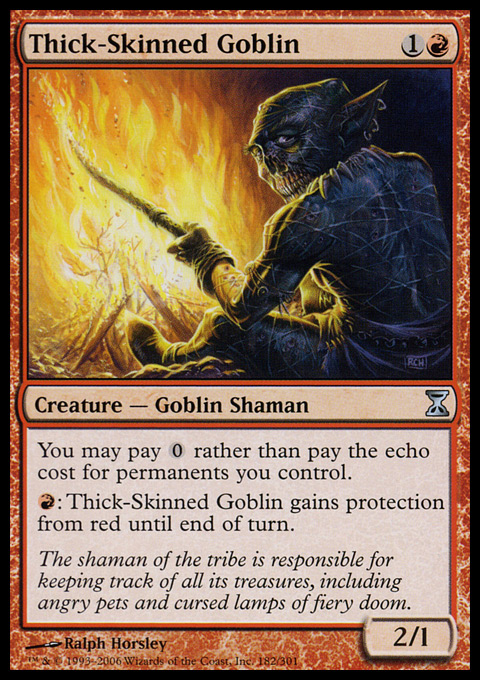 Thick-Skinned Goblin 1
RCH
Creature — Goblin Shaman
You may pay 0 rather than pay the echo
cost for permanents you control.
: Thick-Skinned Goblin gains protection
from red until end of turn.
The shaman of the tribe is responsible for
keeping track of all its treasures, including
angry pets and cursed lamps of fiery doom.
Ralph Horsley
2/1
™ & © 1993–2006 Wizards of the Coast, Inc. 182/301